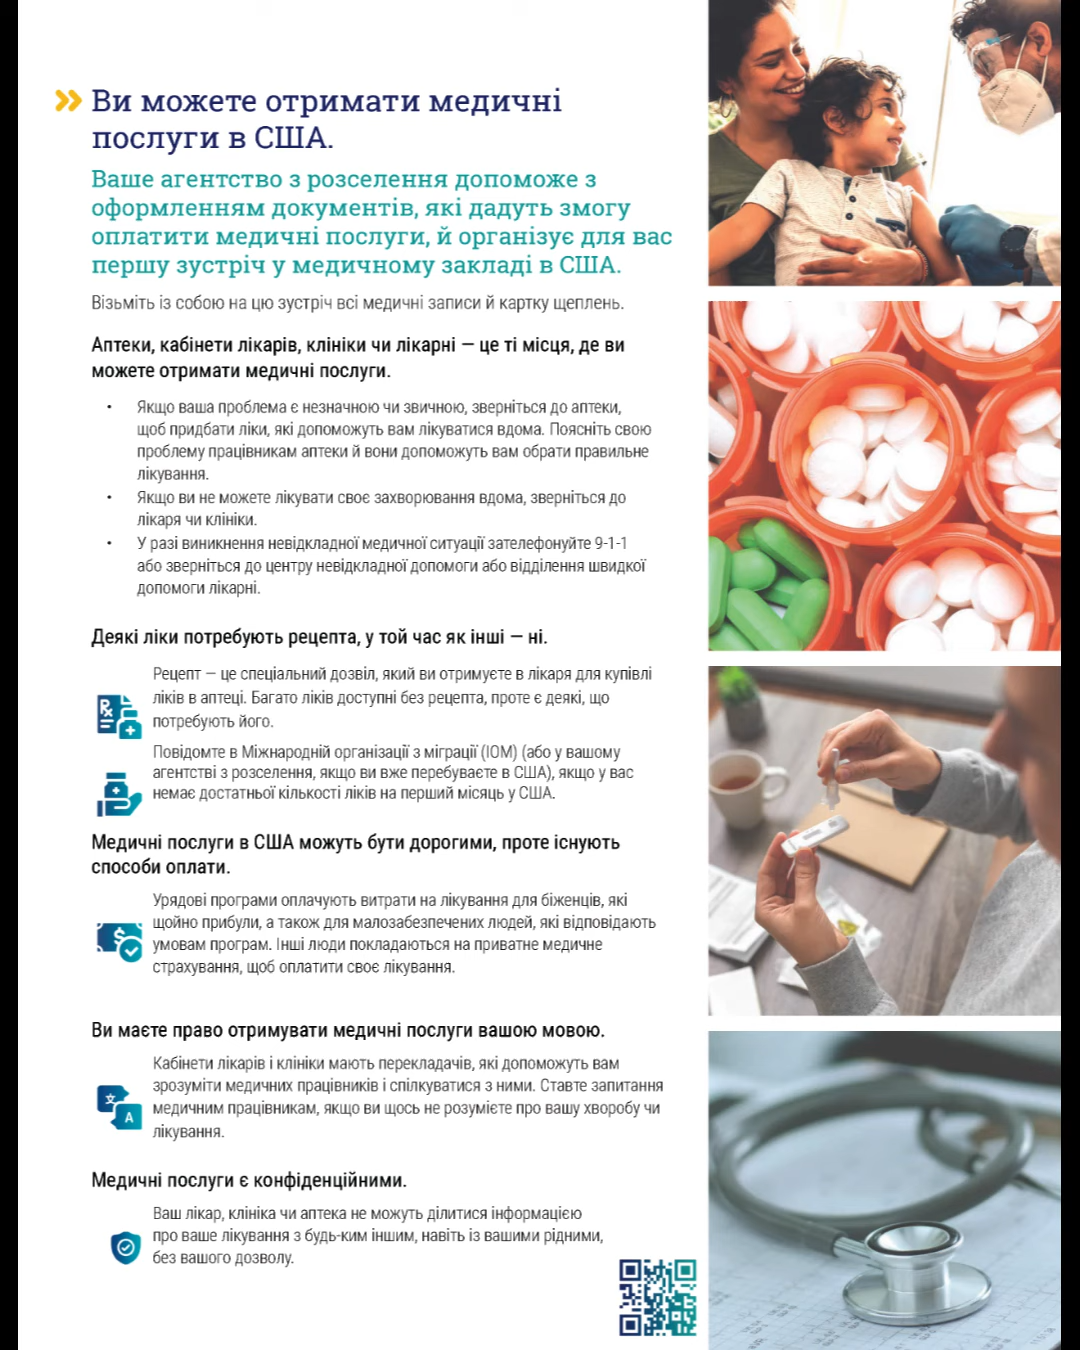 Ви можете отримати медичні
послуги в США.
Ваше агентство з розселення допоможе з
оформленням документів, які дадуть змогу
оплатити медичні послуги, й організує для вас
першу зустріч у медичному закладі в США.
Візьміть із собою на цю зустріч всі медичні записи й картку щеплень.
Аптеки, кабінети лікарів, клініки чи лікарні — це ті місця, де ви
можете отримати медичні послуги.
• Якщо ваша проблема є незначною чи звичною, зверніться до аптеки,
щоб придбати ліки, які допоможуть вам лікуватися вдома. Поясніть свою
проблему працівникам аптеки й вони допоможуть вам обрати правильне
лікування.
• Якщо ви не можете лікувати своє захворювання вдома, зверніться до
лікаря чи клініки.
• У разі виникнення невідкладної медичної ситуації зателефонуйте 9-1-1
або зверніться до центру невідкладної допомоги або відділення швидкої
допомоги лікарні.
Деякі ліки потребують рецепта, у той час як інші — ні.
Рецепт — це спеціальний дозвіл, який ви отримуєте в лікаря для купівлі
ліків в аптеці. Багато ліків доступні без рецепта, проте є деякі, що
потребують його.
Повідомте в Міжнародній організації з міграції (IOM) (або у вашому
агентстві з розселення, якщо ви вже перебуваєте в США), якщо у вас
немає достатньої кількості ліків на перший місяць у США.
Медичні послуги в США можуть бути дорогими, проте існують
способи оплати.
Урядові програми оплачують витрати на лікування для біженців, які
щойно прибули, а також для малозабезпечених людей, які відповідають
умовам програм. Інші люди покладаються на приватне медичне
страхування, щоб оплатити своє лікування.
Ви маєте право отримувати медичні послуги вашою мовою.
Кабінети лікарів і клініки мають перекладачів, які допоможуть вам
зрозуміти медичних працівників і спілкуватися з ними. Ставте запитання
медичним працівникам, якщо ви щось не розумієте про вашу хворобу чи
лікування.
Медичні послуги є конфіденційними.
Ваш лікар, клініка чи аптека не можуть ділитися інформацією
про ваше лікування з будь-ким іншим, навіть із вашими рідними,
без вашого дозволу.